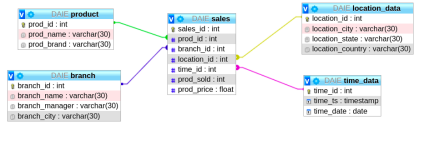 DAIE product
prod_id : int
prod_name : varchar(30)
prod_brand : varchar(30)
DAIE branch
branch_id : int
branch_name : varchar(30)
branch_manager : varchar(30)
branch_city : varchar(30)
DAIE sales
sales_id : int
prod_id : int
branch_id : int
location_id : int
time_id : int
prod_sold : int
prod_price : float
DAIE location_data
location_id : int
location_city : varchar(30)
location_state : varchar(30)
location_country : varchar(30)
DAIE time_data
time_id : int
time_ts : timestamp
time_date : date